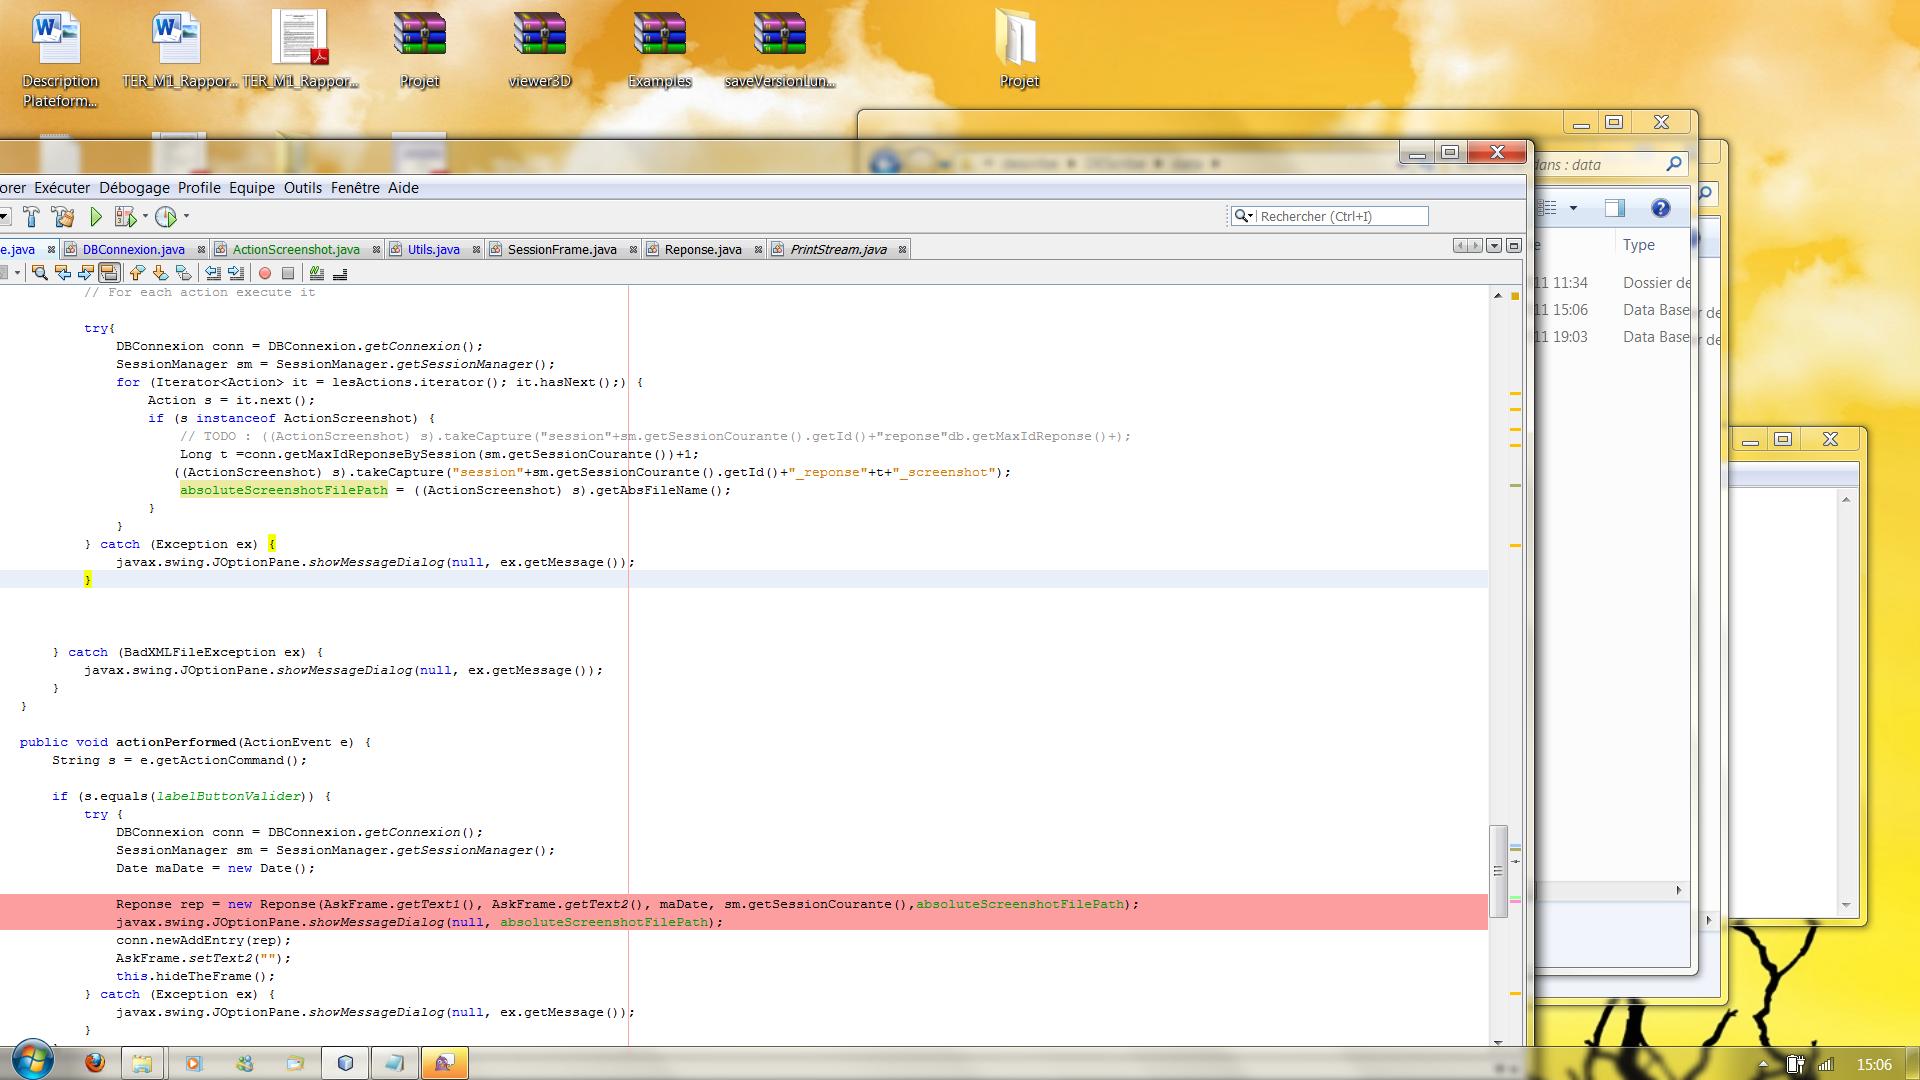 Description Plateform...
TER_M1_Rappor...
TER_M1_Rappor...
Projet
viewer3D
Examples
saveVersionLun...
Projet
dans : data
orer Exécuter Débogage Profile Equipe Outils Fenêtre Aide
Rechercher (Ctrl+I)
e.java DBConnexion.java ActionScreenshot.java Utils.java SessionFrame.java Reponse.java PrintStream.java
e Type
11 11:34 Dossier de
11 15:06 Data Base
11 19:03 Data Base
// For each action execute it
try{
DBConnexion conn = DBConnexion.getConnexion();
SessionManager sm = SessionManager.getSessionManager();
for (Iterator<Action> it = lesActions.iterator(); it.hasNext();) {
Action s = it.next();
if (s instanceof ActionScreenshot) {
// TODO : ((ActionScreenshot) s).takeCapture("session"+sm.getSessionCourante().getId()+"reponse"db.getMaxIdReponse()+);
Long t =conn.getMaxIdReponseBySession(sm.getSessionCourante())+1;
((ActionScreenshot) s).takeCapture("session"+sm.getSessionCourante().getId()+"_reponse"+t+"_screenshot");
absoluteScreenshotFilePath = ((ActionScreenshot) s).getAbsFileName();
}
}
} catch (Exception ex) {
javax.swing.JOptionPane.showMessageDialog(null, ex.getMessage());
}
} catch (BadXMLFileException ex) {
javax.swing.JOptionPane.showMessageDialog(null, ex.getMessage());
}
}
public void actionPerformed(ActionEvent e) {
String s = e.getActionCommand();
if (s.equals(labelButtonValider)) {
try {
DBConnexion conn = DBConnexion.getConnexion();
SessionManager sm = SessionManager.getSessionManager();
Date maDate = new Date();
Reponse rep = new Reponse(AskFrame.getText1(), AskFrame.getText2(), maDate, sm.getSessionCourante(),absoluteScreenshotFilePath);
javax.swing.JOptionPane.showMessageDialog(null, absoluteScreenshotFilePath);
conn.newAddEntry(rep);
AskFrame.setText2("");
this.hideTheFrame();
} catch (Exception ex) {
javax.swing.JOptionPane.showMessageDialog(null, ex.getMessage());
}
15:06